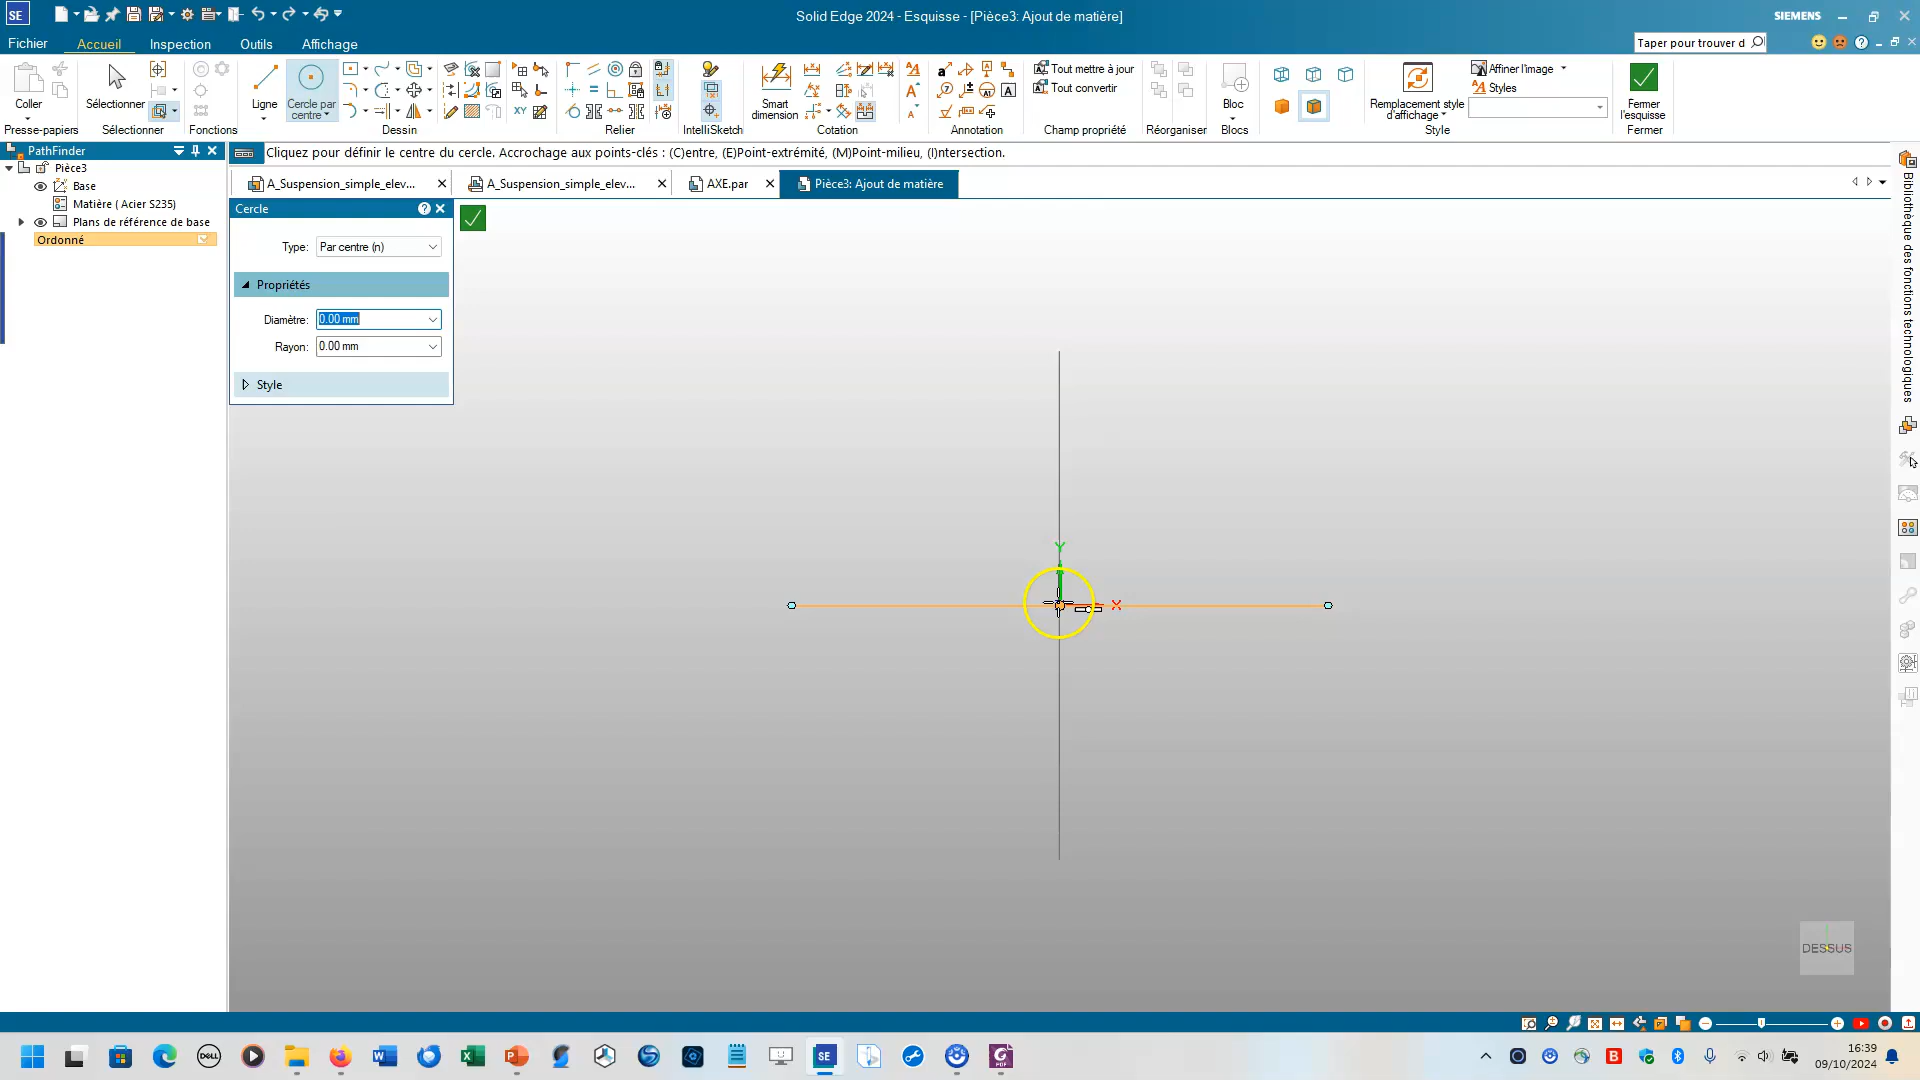 SE
Solid Edge 2024 - Esquisse - [Pièce3: Ajout de matière]
SIEMENS
Fichier
Accueil
Inspection
Outils
Affichage
Taper pour trouver d
Coller
Presse-papiers
Sélectionner
Sélectionner
Fonctions
Ligne
Cercle par
centre
Dessin
Relier
IntelliSketch
Smart
dimension
Cotation
Annotation
Tout mettre à jour
Tout convertir
Champ propriété
Réorganiser
Bloc
Blocs
Remplacement style
d'affichage
Affiner l'image
Styles
Style
Fermer
l'esquisse
Fermer
PathFinder
Pièce3
Base
Matière ( Acier S235)
Plans de référence de base
Ordonné
Cliquez pour définir le centre du cercle. Accrochage aux points-clés : (C)entre, (E)Point-extrémité, (M)Point-milieu, (I)ntersection.
A_Suspension_simple_elev...
A_Suspension_simple_elev...
AXE.par
Pièce3: Ajout de matière
Cercle
Type: Par centre (n)
Propriétés
Diamètre: 0.00 mm
Rayon: 0.00 mm
Style
Y
X
DESSUS
Bibliothèque des fonctions technologiques
16:39
09/10/2024